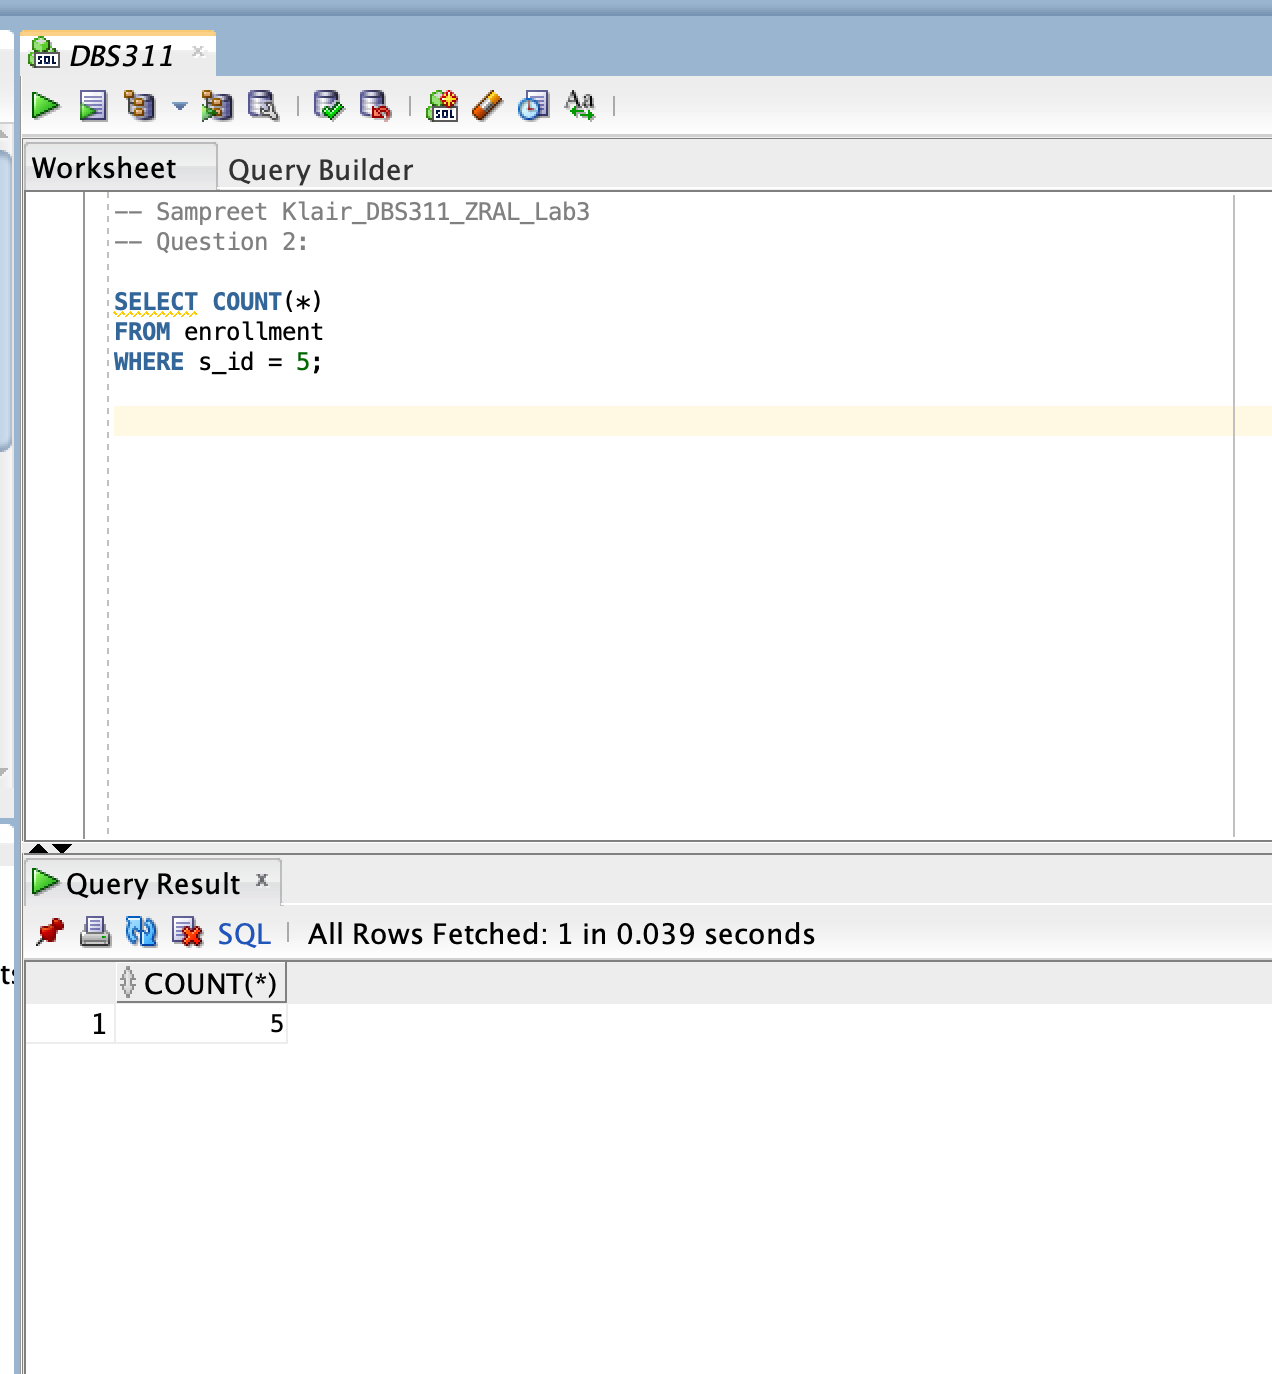 DBS311
Worksheet
Query Builder
-- Sampreet Klair_DBS311_ZRAL_Lab3
-- Question 2:
SELECT COUNT(*)
FROM enrollment
WHERE s_id = 5;
Query Result
SQL
All Rows Fetched: 1 in 0.039 seconds
COUNT(*)
1 5